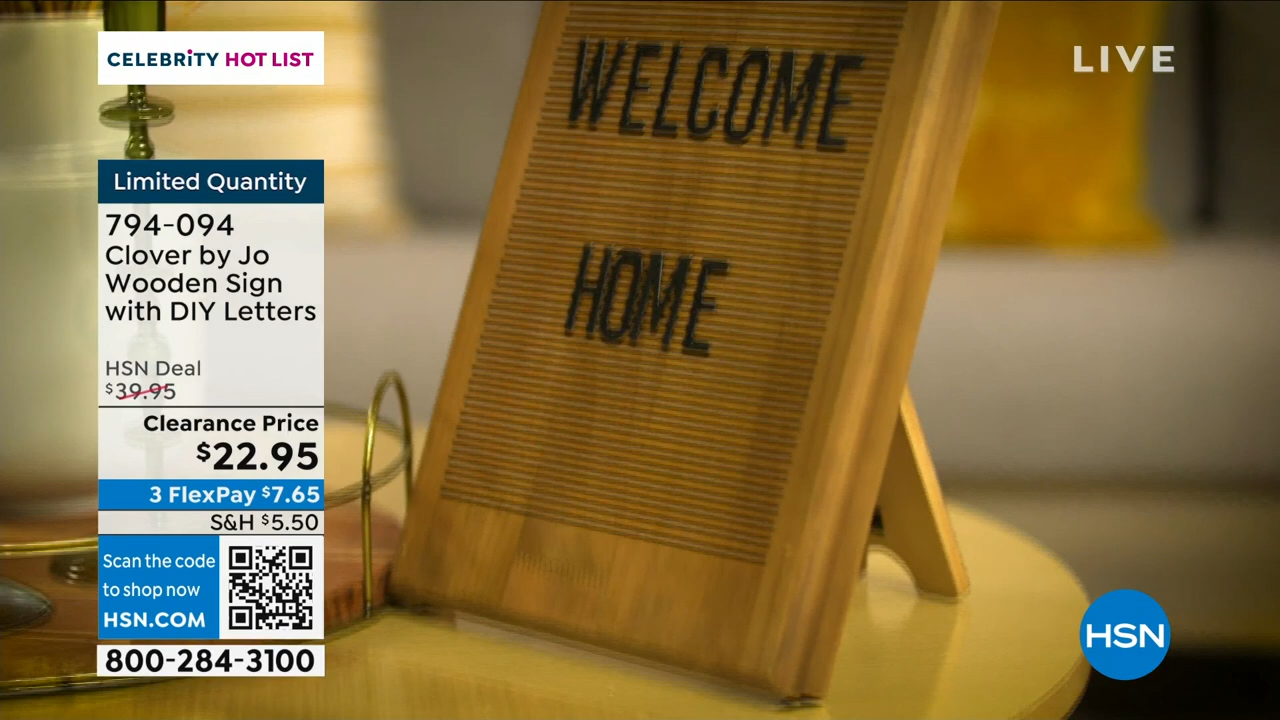 CELEBRITY HOT LIST
LIVE
WELCOME
HOME
Limited Quantity
794-094
Clover by Jo
Wooden Sign
with DIY Letters
HSN Deal
$39.95
Clearance Price
$22.95
3 FlexPay $7.65
S&H $5.50
Scan the code
to shop now
HSN.COM
800-284-3100
HSN